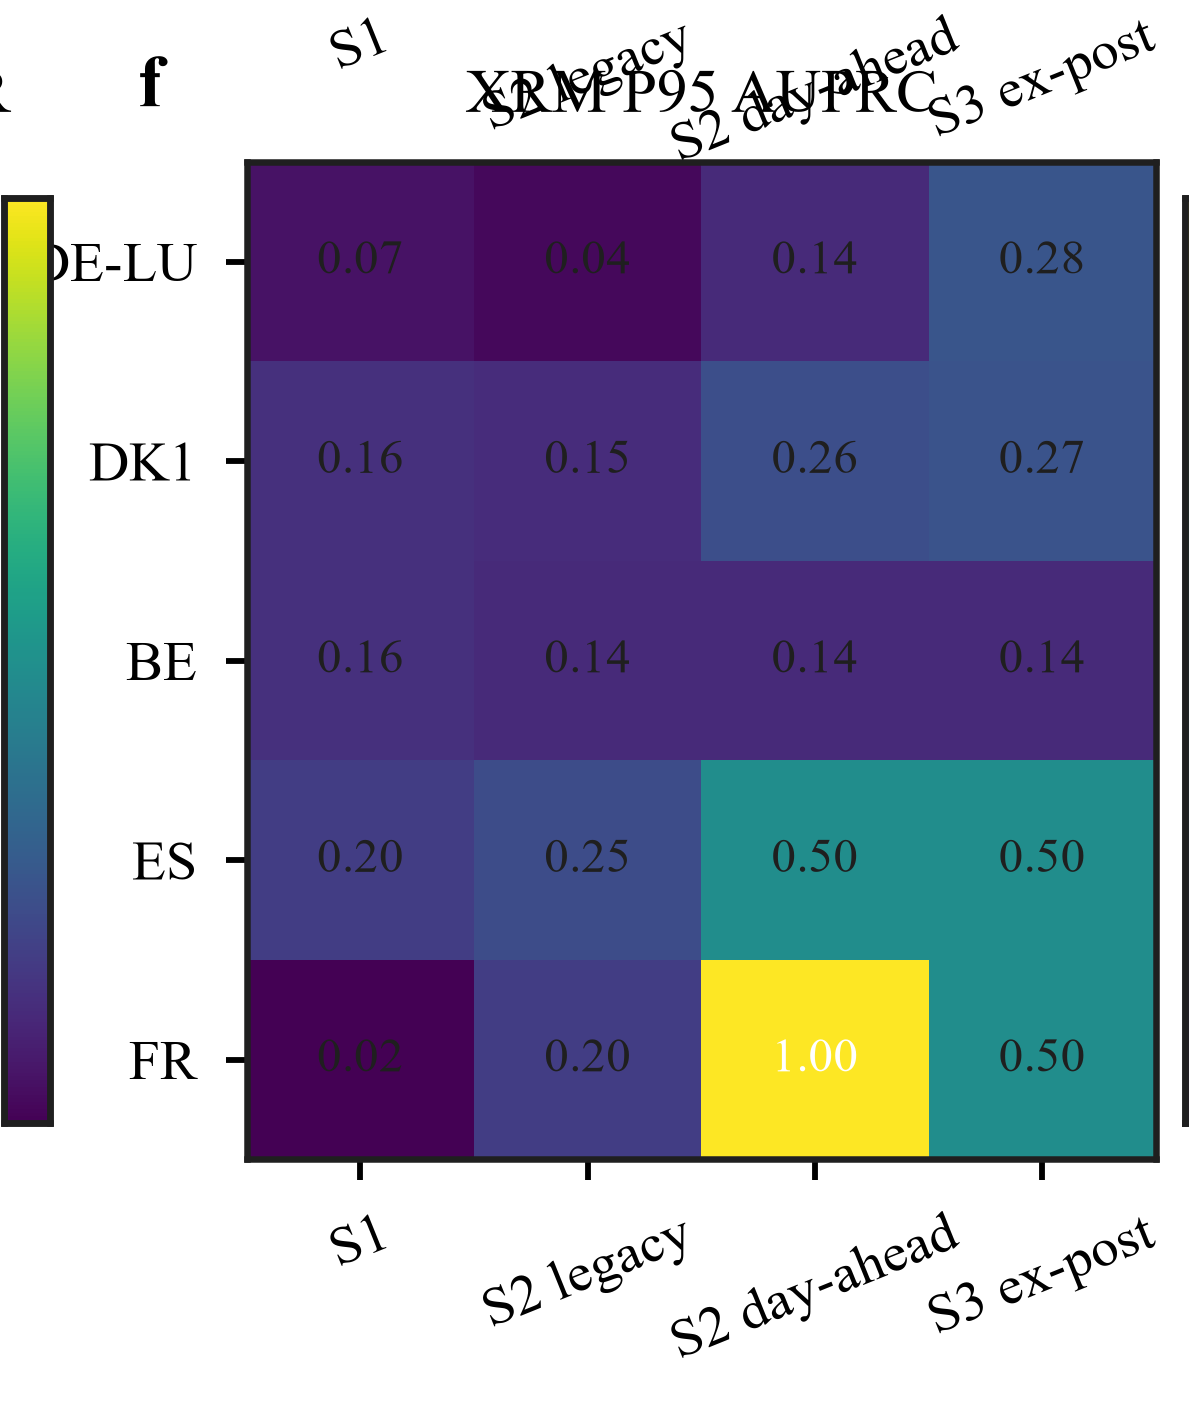 f
XRM P95 AUPRC
S1
S2 legacy
S2 day-ahead
S3 ex-post
DE-LU 0.07 0.04 0.14 0.28
DK1 0.16 0.15 0.26 0.27
BE 0.16 0.14 0.14 0.14
ES 0.20 0.25 0.50 0.50
FR 0.02 0.20 1.00 0.50
S1
S2 legacy
S2 day-ahead
S3 ex-post